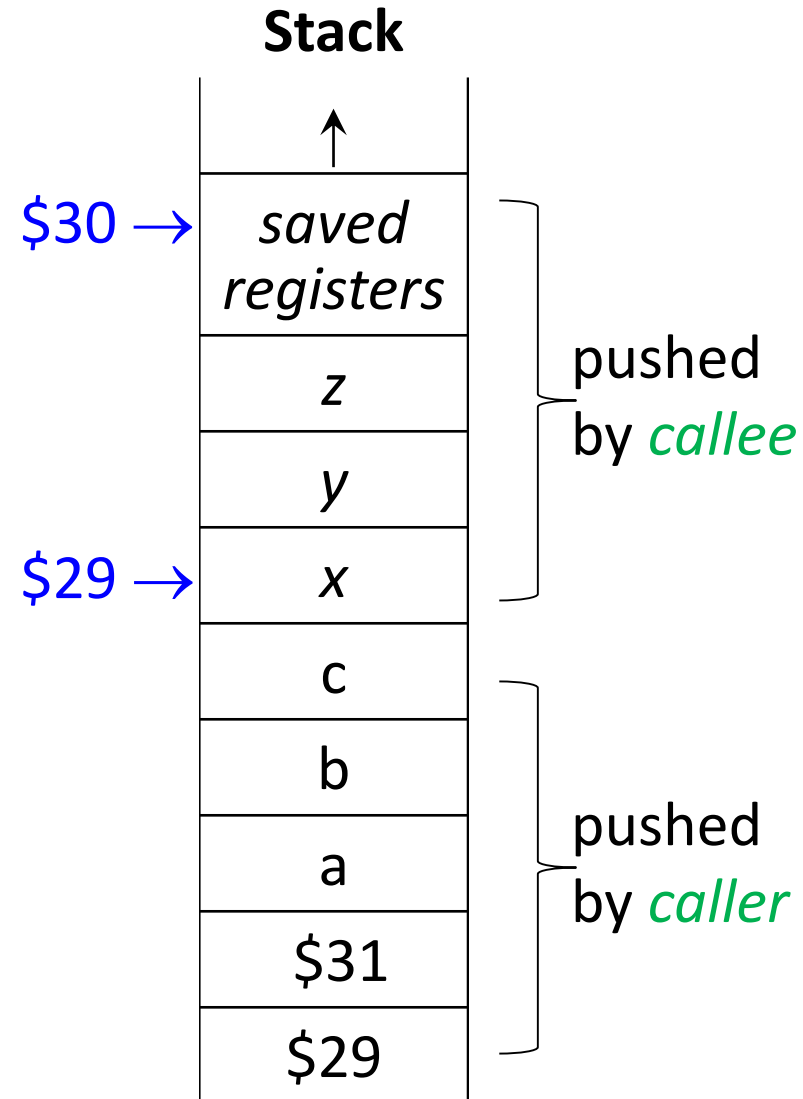 Stack
↑
$30 → saved
registers
z
pushed
by callee
y
$29 → x
c
b
pushed
by caller
a
$31
$29